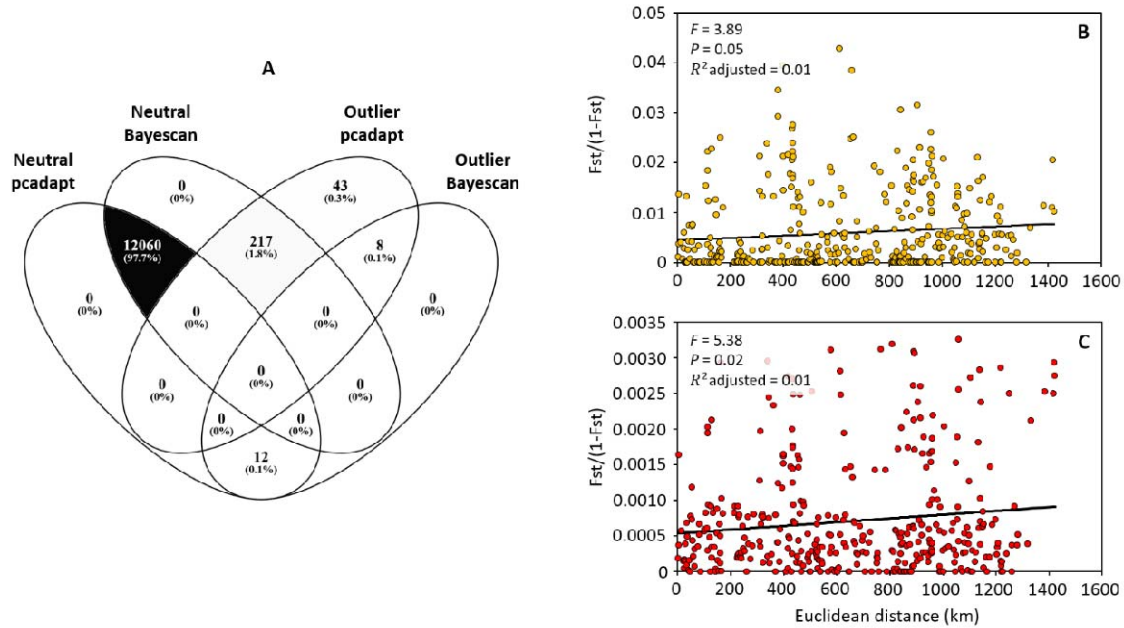 A
Neutral
Bayescan
Outlier
pcadapt
Neutral
pcadapt
Outlier
Bayescan
0
(0%)
43
(0.3%)
12060
(97.7%)
217
(1.8%)
8
(0.1%)
0
(0%)
0
(0%)
0
(0%)
0
(0%)
0
(0%)
0
(0%)
0
(0%)
0
(0%)
0
(0%)
12
(0.1%)
B
F = 3.89
P = 0.05
R² adjusted = 0.01
Fst/(1-Fst)
0.05
0.04
0.03
0.02
0.01
0
0 200 400 600 800 1000 1200 1400 1600
C
F = 5.38
P = 0.02
R² adjusted = 0.01
Fst/(1-Fst)
0.0035
0.0030
0.0025
0.0020
0.0015
0.0010
0.0005
0
0 200 400 600 800 1000 1200 1400 1600
Euclidean distance (km)